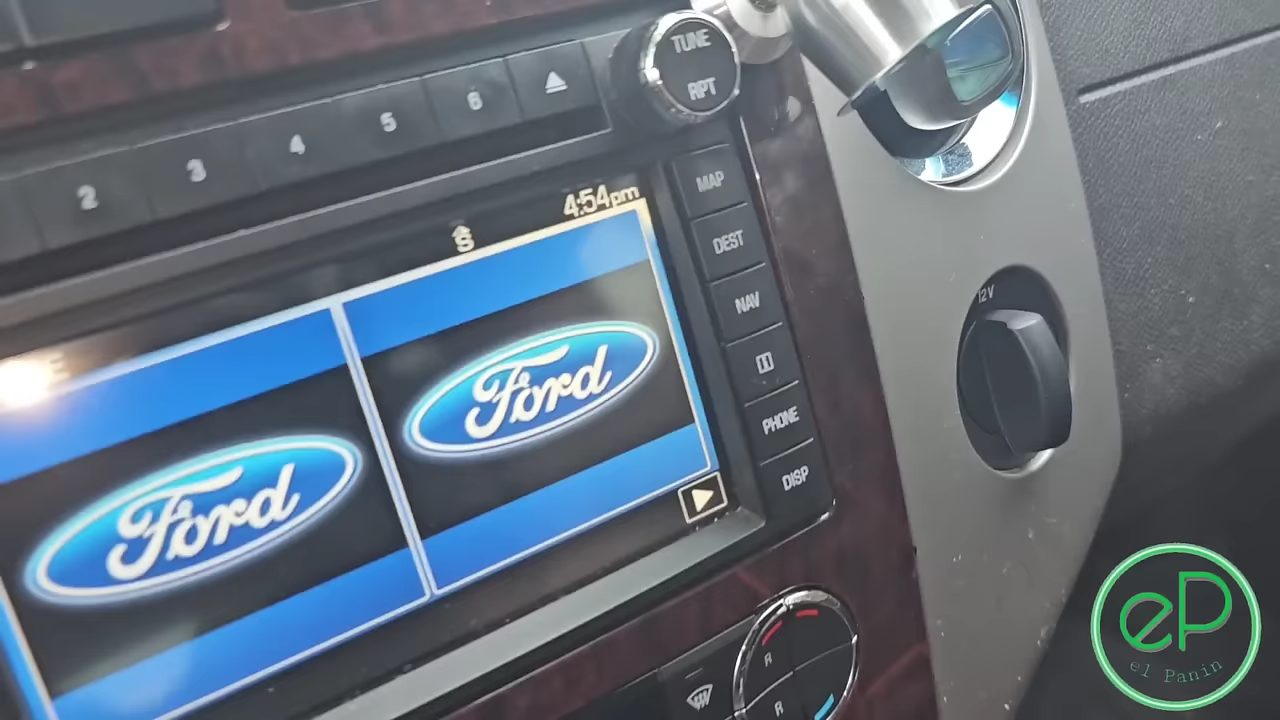 TUNE
RPT
2
3
4
5
6
MAP
DEST
NAV
PHONE
DISP
4:54pm
S
Ford
Ford
12V
R
R
eP
el Panin